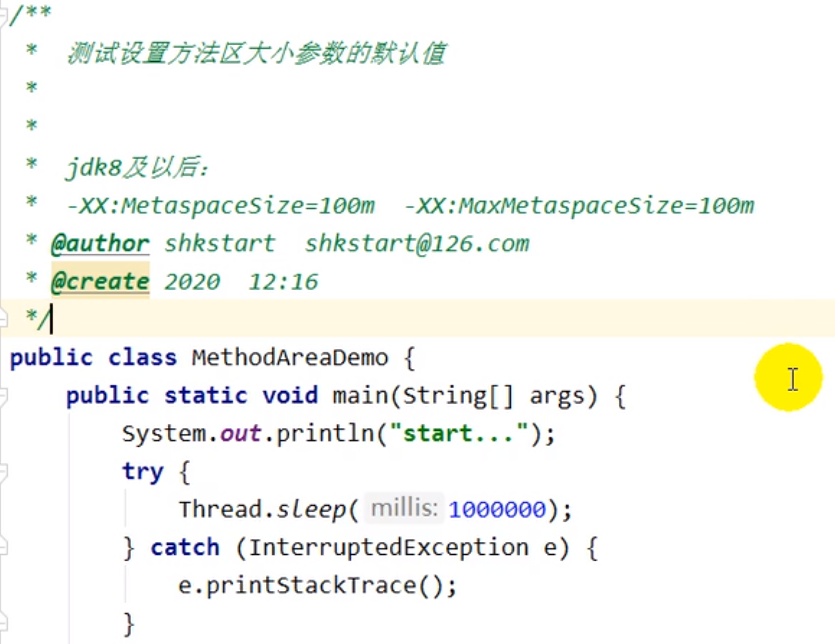 /**
 * 测试设置方法区大小参数的默认值
 *
 *
 * jdk8及以后：
 * -XX:MetaspaceSize=100m  -XX:MaxMetaspaceSize=100m
 * @author shkstart  shkstart@126.com
 * @create 2020  12:16
 */
public class MethodAreaDemo {
    public static void main(String[] args) {
        System.out.println("start...");
        try {
            Thread.sleep( millis: 1000000);
        } catch (InterruptedException e) {
            e.printStackTrace();
        }